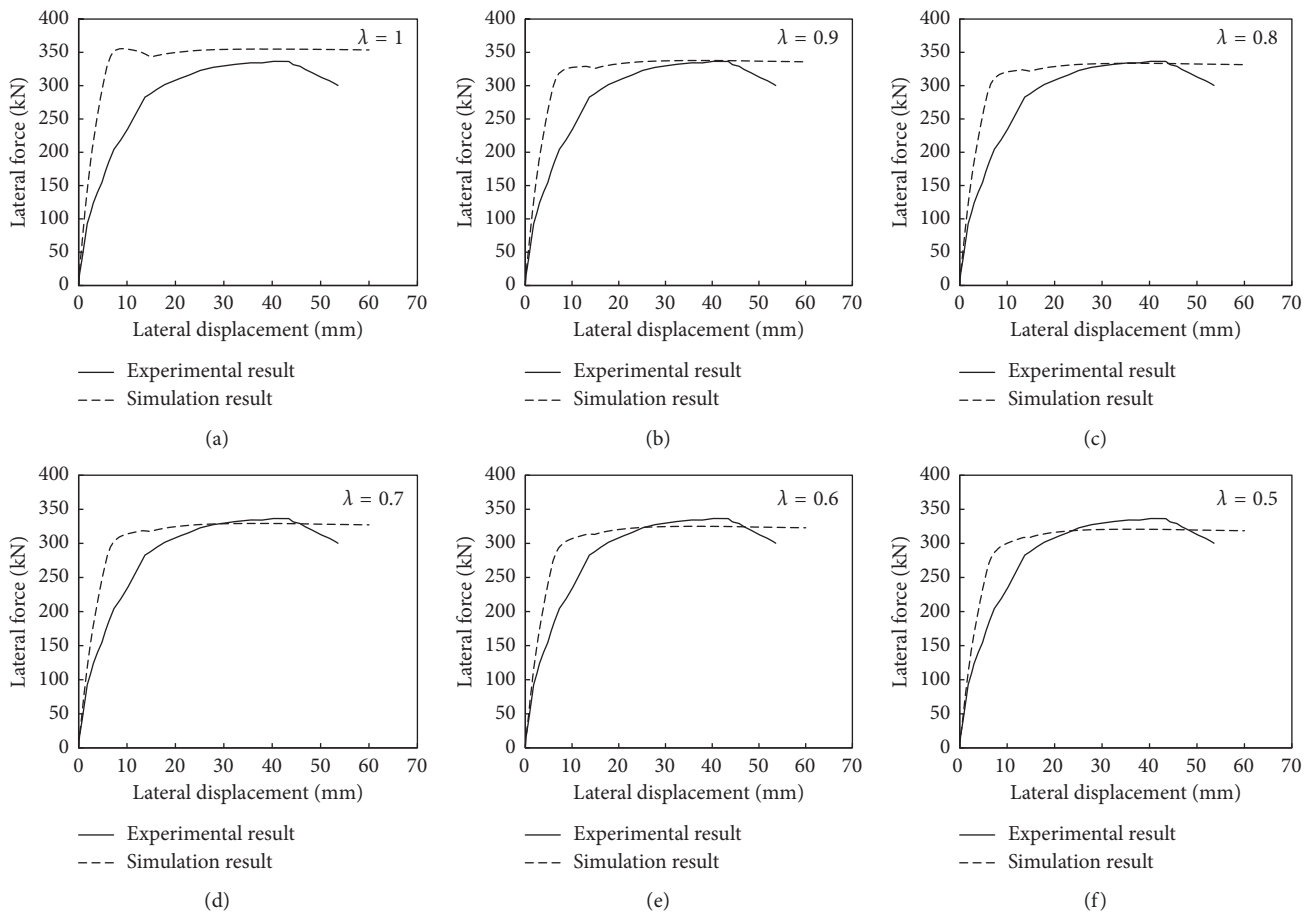 λ = 1
Lateral force (kN)
400
350
300
250
200
150
100
50
0
0 10 20 30 40 50 60 70
Lateral displacement (mm)
Experimental result
Simulation result
(a)
λ = 0.9
Lateral force (kN)
400
350
300
250
200
150
100
50
0
0 10 20 30 40 50 60 70
Lateral displacement (mm)
Experimental result
Simulation result
(b)
λ = 0.8
Lateral force (kN)
400
350
300
250
200
150
100
50
0
0 10 20 30 40 50 60 70
Lateral displacement (mm)
Experimental result
Simulation result
(c)
λ = 0.7
Lateral force (kN)
400
350
300
250
200
150
100
50
0
0 10 20 30 40 50 60 70
Lateral displacement (mm)
Experimental result
Simulation result
(d)
λ = 0.6
Lateral force (kN)
400
350
300
250
200
150
100
50
0
0 10 20 30 40 50 60 70
Lateral displacement (mm)
Experimental result
Simulation result
(e)
λ = 0.5
Lateral force (kN)
400
350
300
250
200
150
100
50
0
0 10 20 30 40 50 60 70
Lateral displacement (mm)
Experimental result
Simulation result
(f)